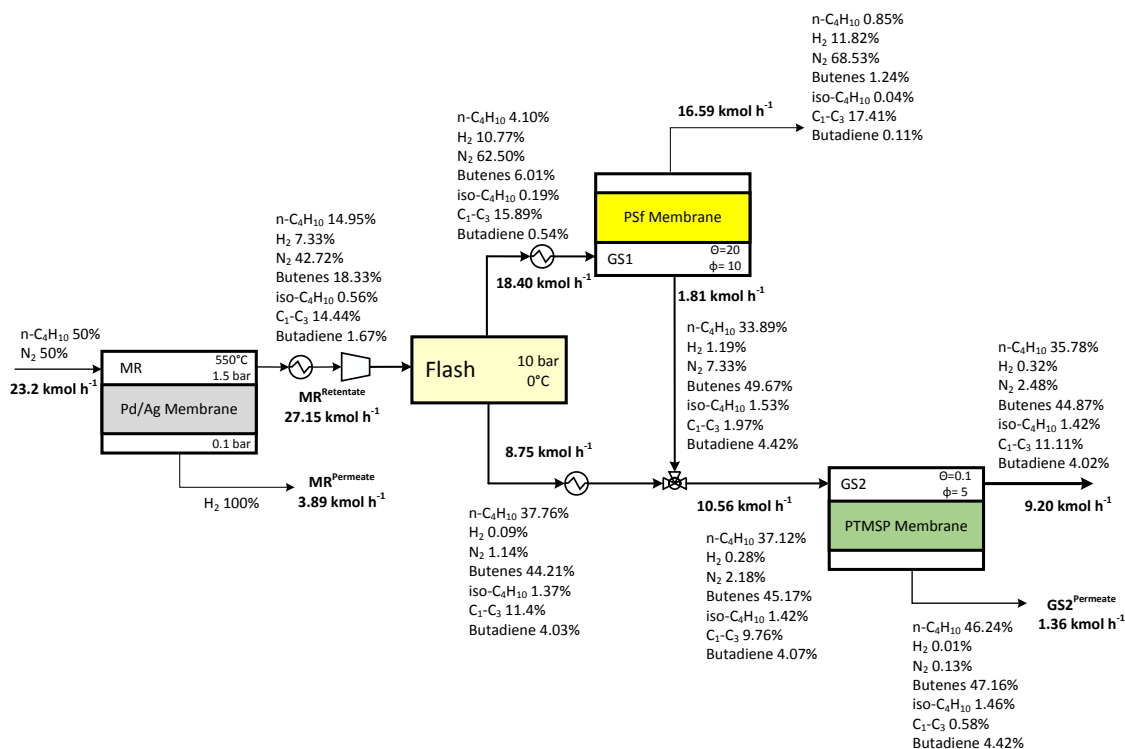 n-C₄H₁₀ 0.85%
H₂ 11.82%
N₂ 68.53%
Butenes 1.24%
iso-C₄H₁₀ 0.04%
C₁-C₃ 17.41%
Butadiene 0.11%
16.59 kmol h⁻¹
n-C₄H₁₀ 4.10%
H₂ 10.77%
N₂ 62.50%
Butenes 6.01%
iso-C₄H₁₀ 0.19%
C₁-C₃ 15.89%
Butadiene 0.54%
18.40 kmol h⁻¹
PSf Membrane
GS1
Θ=20
ϕ= 10
1.81 kmol h⁻¹
n-C₄H₁₀ 14.95%
H₂ 7.33%
N₂ 42.72%
Butenes 18.33%
iso-C₄H₁₀ 0.56%
C₁-C₃ 14.44%
Butadiene 1.67%
n-C₄H₁₀ 50%
N₂ 50%
23.2 kmol h⁻¹
MR
550°C
1.5 bar
Pd/Ag Membrane
0.1 bar
MR^Retentate
27.15 kmol h⁻¹
Flash
10 bar
0°C
H₂ 100%
MR^Permeate
3.89 kmol h⁻¹
n-C₄H₁₀ 33.89%
H₂ 1.19%
N₂ 7.33%
Butenes 49.67%
iso-C₄H₁₀ 1.53%
C₁-C₃ 1.97%
Butadiene 4.42%
8.75 kmol h⁻¹
n-C₄H₁₀ 37.76%
H₂ 0.09%
N₂ 1.14%
Butenes 44.21%
iso-C₄H₁₀ 1.37%
C₁-C₃ 11.4%
Butadiene 4.03%
10.56 kmol h⁻¹
n-C₄H₁₀ 37.12%
H₂ 0.28%
N₂ 2.18%
Butenes 45.17%
iso-C₄H₁₀ 1.42%
C₁-C₃ 9.76%
Butadiene 4.07%
GS2
Θ=0.1
ϕ= 5
PTMSP Membrane
n-C₄H₁₀ 35.78%
H₂ 0.32%
N₂ 2.48%
Butenes 44.87%
iso-C₄H₁₀ 1.42%
C₁-C₃ 11.11%
Butadiene 4.02%
9.20 kmol h⁻¹
GS2^Permeate
1.36 kmol h⁻¹
n-C₄H₁₀ 46.24%
H₂ 0.01%
N₂ 0.13%
Butenes 47.16%
iso-C₄H₁₀ 1.46%
C₁-C₃ 0.58%
Butadiene 4.42%